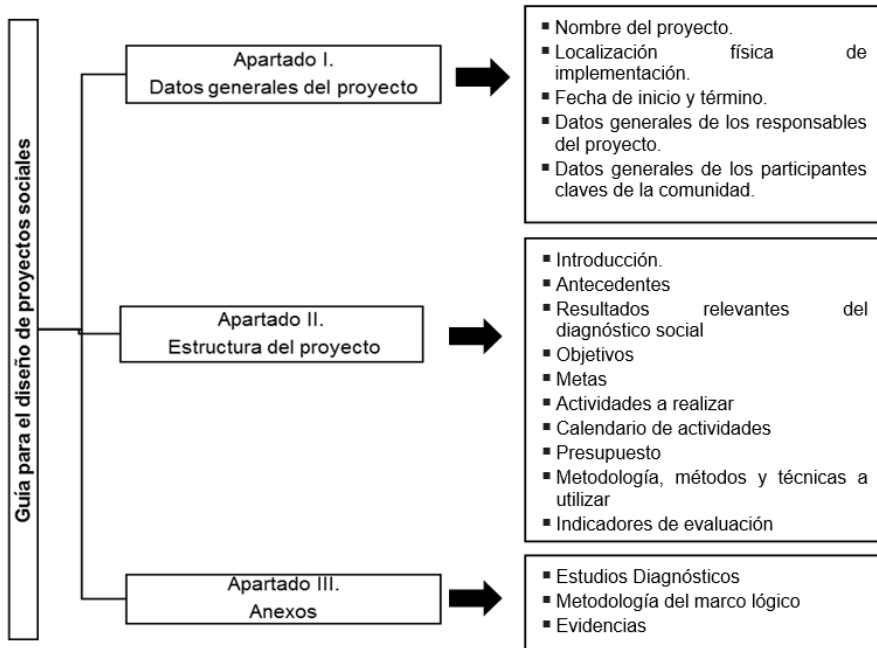 Guía para el diseño de proyectos sociales
Apartado I.
Datos generales del proyecto
▪ Nombre del proyecto.
▪ Localización física de
implementación.
▪ Fecha de inicio y término.
▪ Datos generales de los responsables
del proyecto.
▪ Datos generales de los participantes
claves de la comunidad.
Apartado II.
Estructura del proyecto
▪ Introducción.
▪ Antecedentes
▪ Resultados relevantes del
diagnóstico social
▪ Objetivos
▪ Metas
▪ Actividades a realizar
▪ Calendario de actividades
▪ Presupuesto
▪ Metodología, métodos y técnicas a
utilizar
▪ Indicadores de evaluación
Apartado III.
Anexos
▪ Estudios Diagnósticos
▪ Metodología del marco lógico
▪ Evidencias